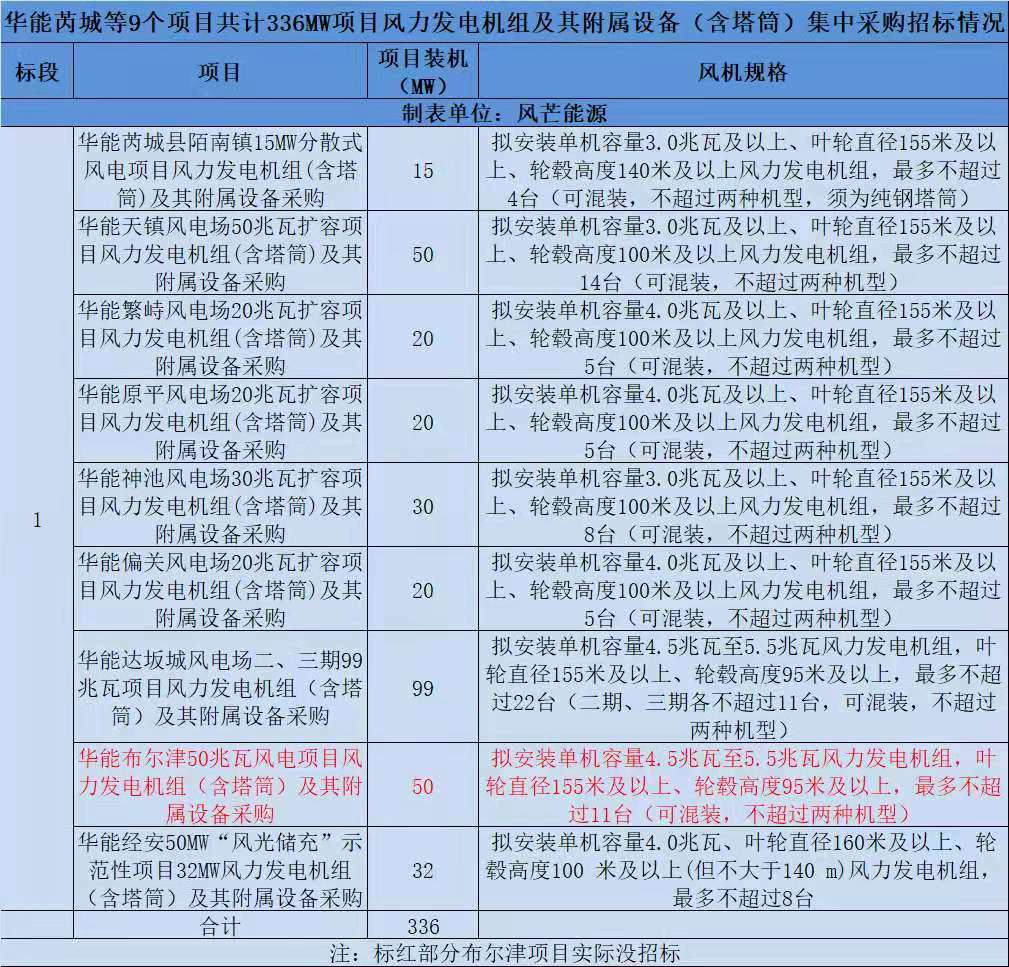 华能芮城等9个项目共计336MW项目风力发电机组及其附属设备（含塔筒）集中采购招标情况
标段
项目
项目装机
（MW）
风机规格
制表单位：风芒能源
1
华能芮城县陌南镇15MW分散式
风电项目风力发电机组(含塔
筒)及其附属设备采购
15
拟安装单机容量3.0兆瓦及以上、叶轮直径155米及以
上、轮毂高度140米及以上风力发电机组，最多不超过
4台（可混装，不超过两种机型，须为纯钢塔筒）
华能天镇风电场50兆瓦扩容项
目风力发电机组(含塔筒)及其
附属设备采购
50
拟安装单机容量3.0兆瓦及以上、叶轮直径155米及以
上、轮毂高度100米及以上风力发电机组，最多不超过
14台（可混装，不超过两种机型）
华能繁峙风电场20兆瓦扩容项
目风力发电机组(含塔筒)及其
附属设备采购
20
拟安装单机容量4.0兆瓦及以上、叶轮直径155米及以
上、轮毂高度100米及以上风力发电机组，最多不超过
5台（可混装，不超过两种机型）
华能原平风电场20兆瓦扩容项
目风力发电机组(含塔筒)及其
附属设备采购
20
拟安装单机容量4.0兆瓦及以上、叶轮直径155米及以
上、轮毂高度100米及以上风力发电机组，最多不超过
5台（可混装，不超过两种机型）
华能神池风电场30兆瓦扩容项
目风力发电机组(含塔筒)及其
附属设备采购
30
拟安装单机容量3.0兆瓦及以上、叶轮直径155米及以
上、轮毂高度100米及以上风力发电机组，最多不超过
8台（可混装，不超过两种机型）
华能偏关风电场20兆瓦扩容项
目风力发电机组(含塔筒)及其
附属设备采购
20
拟安装单机容量4.0兆瓦及以上、叶轮直径155米及以
上、轮毂高度100米及以上风力发电机组，最多不超过
5台（可混装，不超过两种机型）
华能达坂城风电场二、三期99
兆瓦项目风力发电机组（含塔
筒）及其附属设备采购
99
拟安装单机容量4.5兆瓦至5.5兆瓦风力发电机组，叶
轮直径155米及以上、轮毂高度95米及以上，最多不超
过22台（二期、三期各不超过11台，可混装，不超过
两种机型）
华能布尔津50兆瓦风电项目风
力发电机组（含塔筒）及其附
属设备采购
50
拟安装单机容量4.5兆瓦至5.5兆瓦风力发电机组，叶
轮直径155米及以上、轮毂高度95米及以上，最多不超
过11台（可混装，不超过两种机型）
华能经安50MW“风光储充”示
范性项目32MW风力发电机组
（含塔筒）及其附属设备采购
32
拟安装单机容量4.0兆瓦、叶轮直径160米及以上、轮
毂高度100 米及以上(但不大于140 m)风力发电机组，
最多不超过8台
合计
336
注：标红部分布尔津项目实际没招标